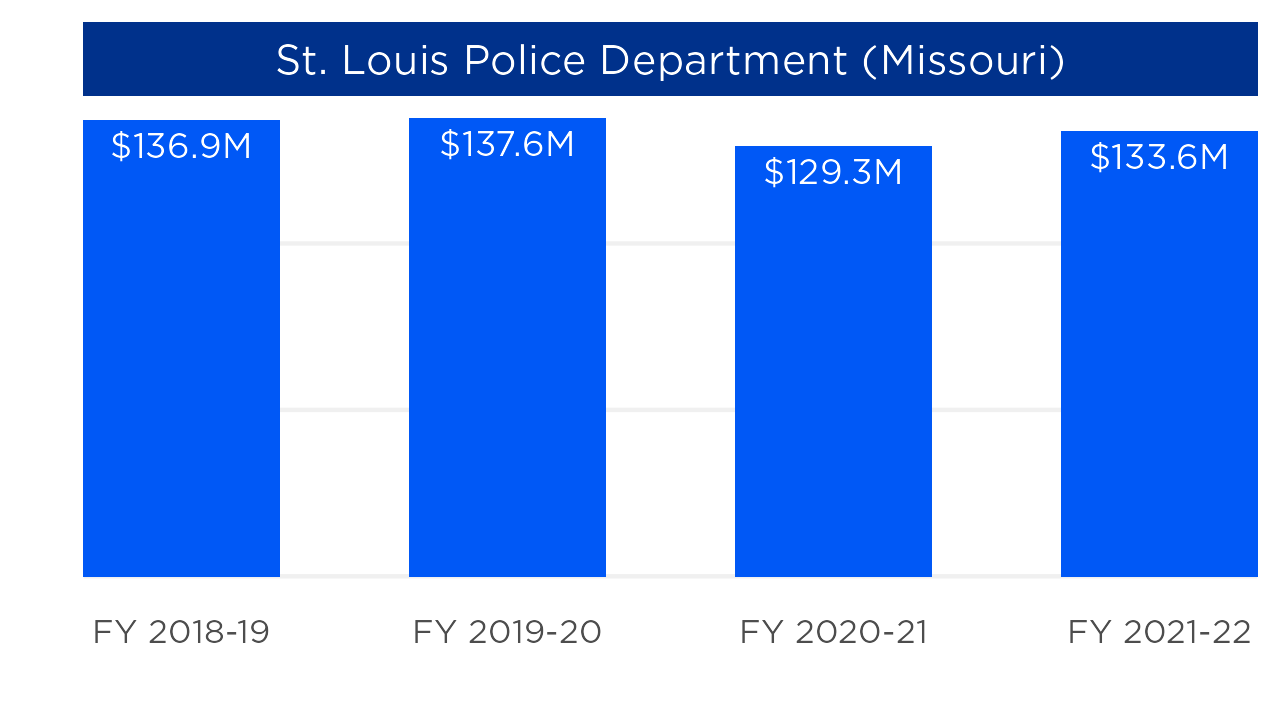 St. Louis Police Department (Missouri)
$136.9M
$137.6M
$129.3M
$133.6M
FY 2018-19
FY 2019-20
FY 2020-21
FY 2021-22